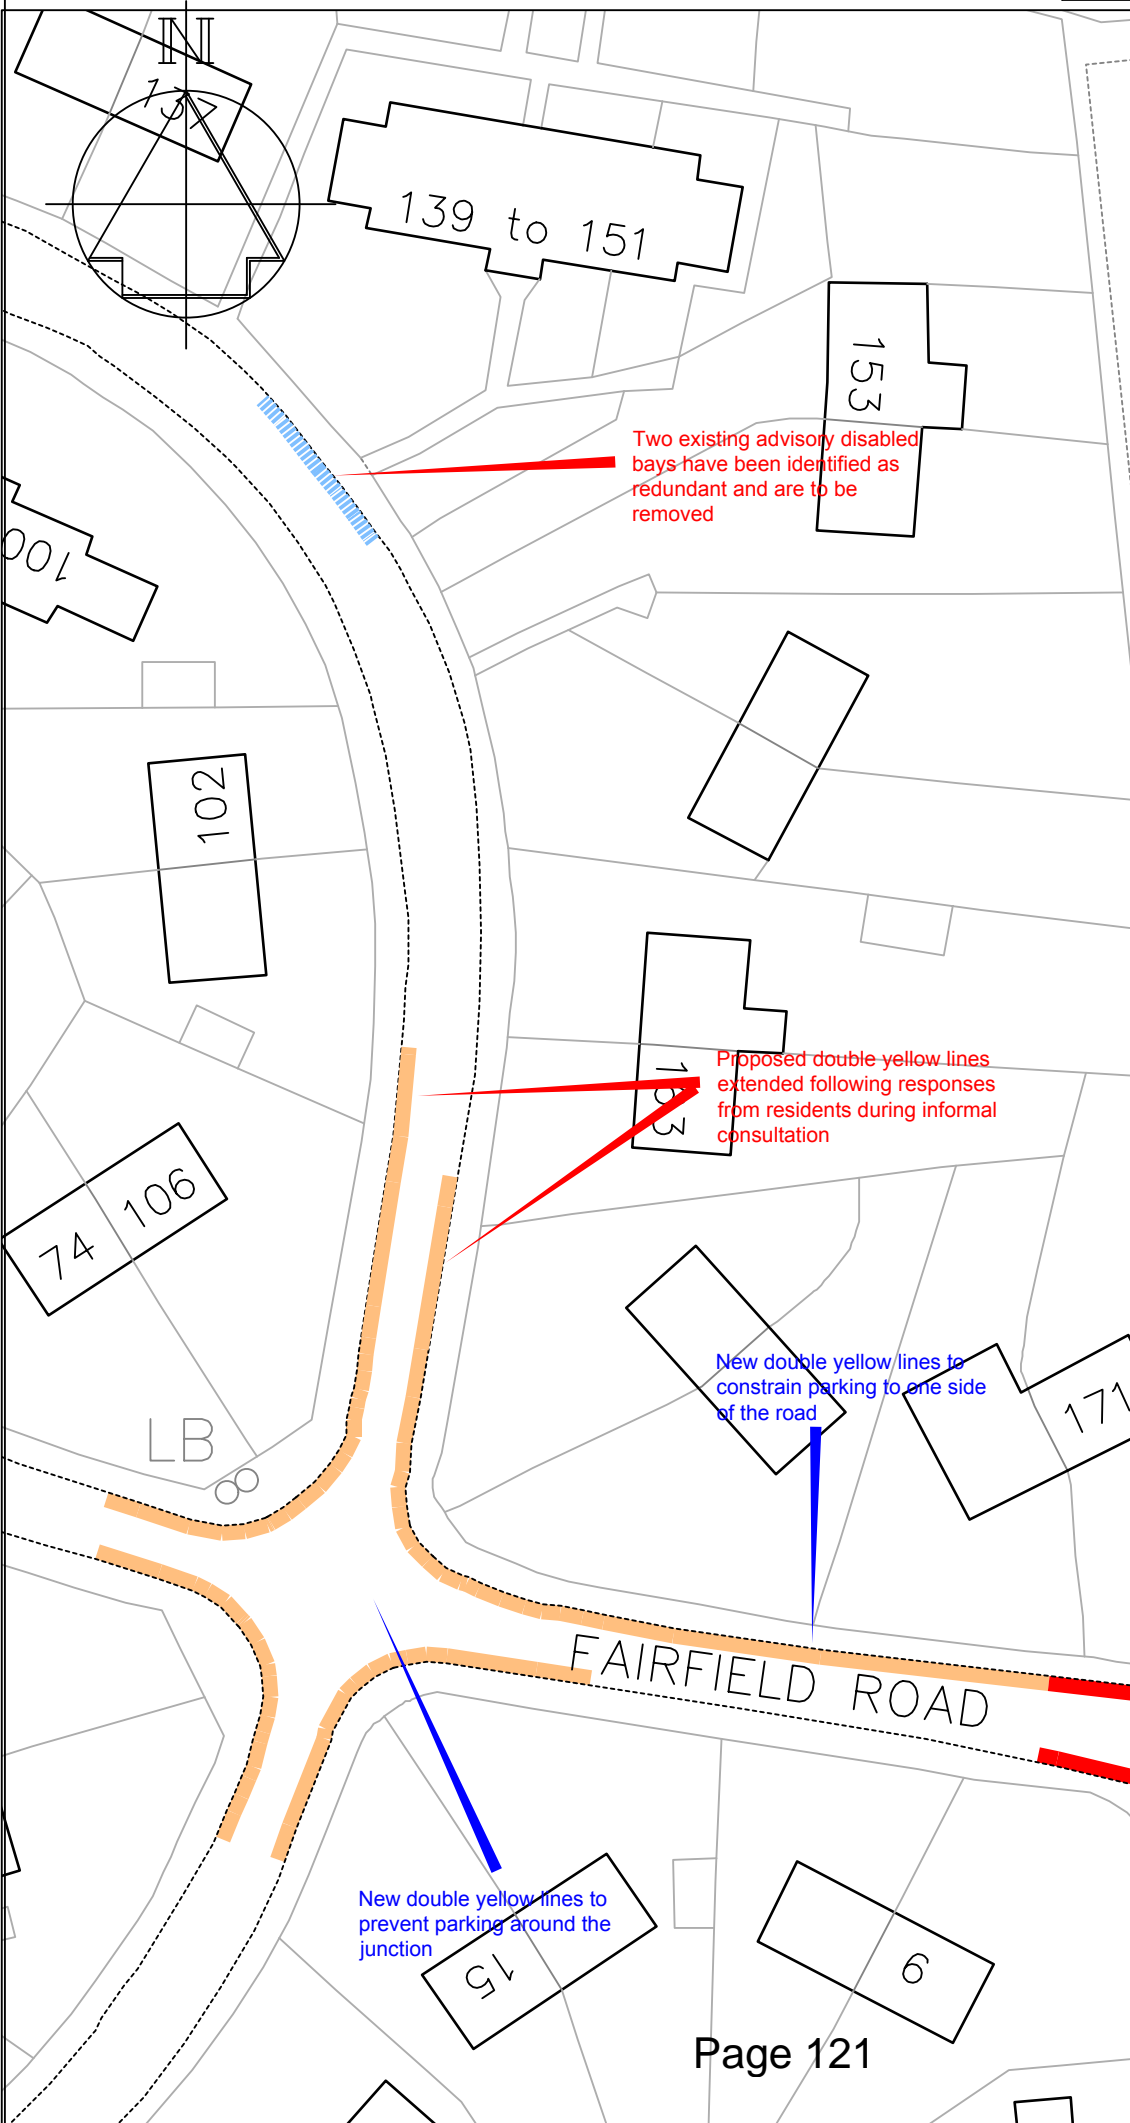 N
137
139 to 151
153
Two existing advisory disabled
bays have been identified as
redundant and are to be
removed
100
102
163
Proposed double yellow lines
extended following responses
from residents during informal
consultation
74 106
New double yellow lines to
constrain parking to one side
of the road
171
LB
FAIRFIELD ROAD
New double yellow lines to
prevent parking around the
junction
15
9
Page 121